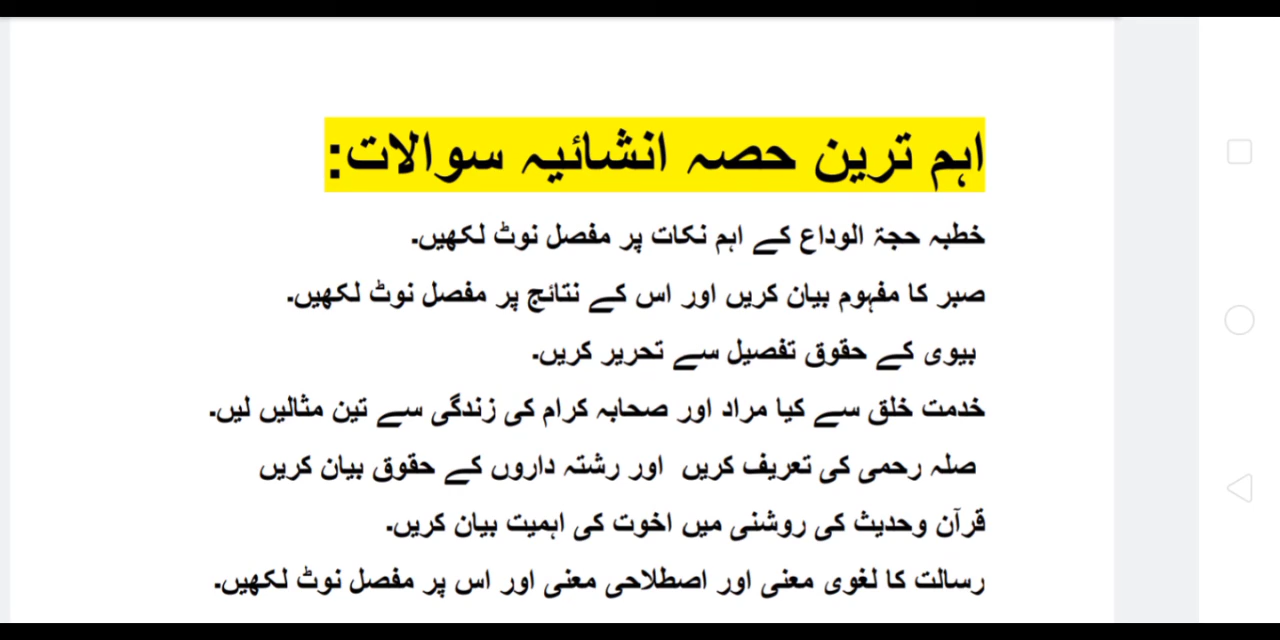 اہم ترین حصہ انشائیہ سوالات:
خطبہ حجۃ الوداع کے اہم نکات پر مفصل نوٹ لکھیں۔
صبر کا مفہوم بیان کریں اور اس کے نتائج پر مفصل نوٹ لکھیں۔
بیوی کے حقوق تفصیل سے تحریر کریں۔
خدمت خلق سے کیا مراد اور صحابہ کرام کی زندگی سے تین مثالیں لیں۔
صلہ رحمی کی تعریف کریں اور رشتہ داروں کے حقوق بیان کریں
قرآن وحدیث کی روشنی میں اخوت کی اہمیت بیان کریں۔
رسالت کا لغوی معنی اور اصطلاحی معنی اور اس پر مفصل نوٹ لکھیں۔